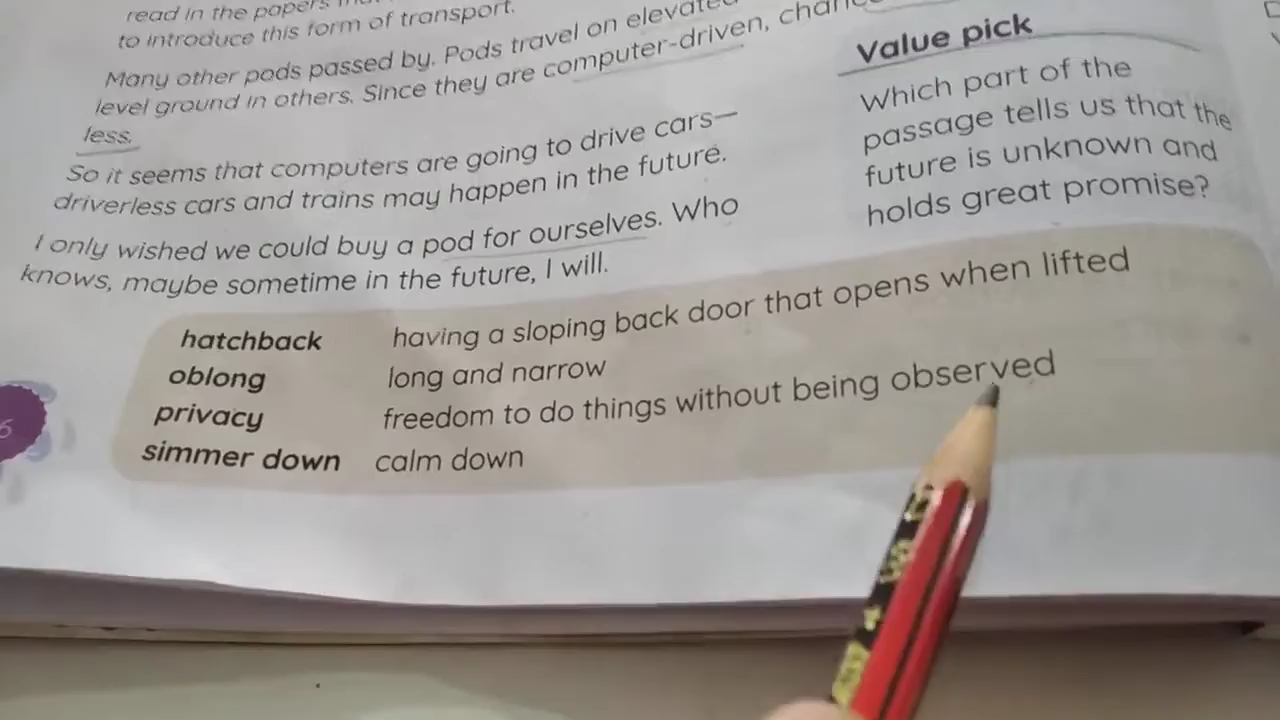 read in the papers
to introduce this form of transport.
Many other pods passed by. Pods travel on
level ground in others. Since they are computer-driven,
less.
So it seems that computers are going to drive cars—
driverless cars and trains may happen in the future.
I only wished we could buy a pod for ourselves. Who
knows, maybe sometime in the future, I will.
Value pick
Which part of the
passage tells us that the
future is unknown and
holds great promise?
hatchback having a sloping back door that opens when lifted
oblong long and narrow
privacy freedom to do things without being observed
simmer down calm down
6